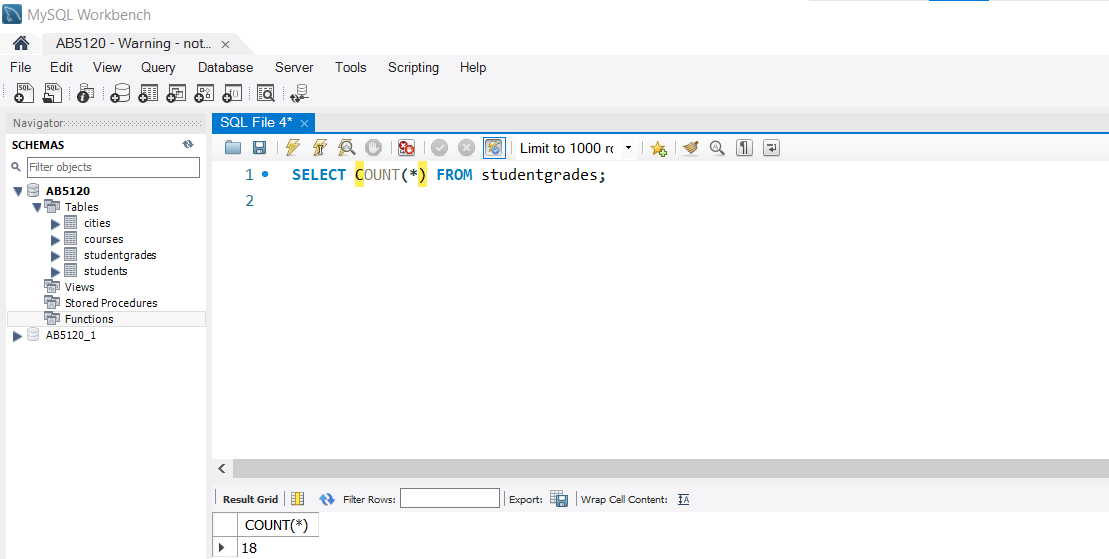 MySQL Workbench
AB5120 - Warning - not...
File Edit View Query Database Server Tools Scripting Help
Navigator
SCHEMAS
Filter objects
AB5120
Tables
cities
courses
studentgrades
students
Views
Stored Procedures
Functions
AB5120_1
SQL File 4*
Limit to 1000 rc
1 SELECT COUNT(*) FROM studentgrades;
2
Result Grid Filter Rows: Export: Wrap Cell Content:
COUNT(*)
18